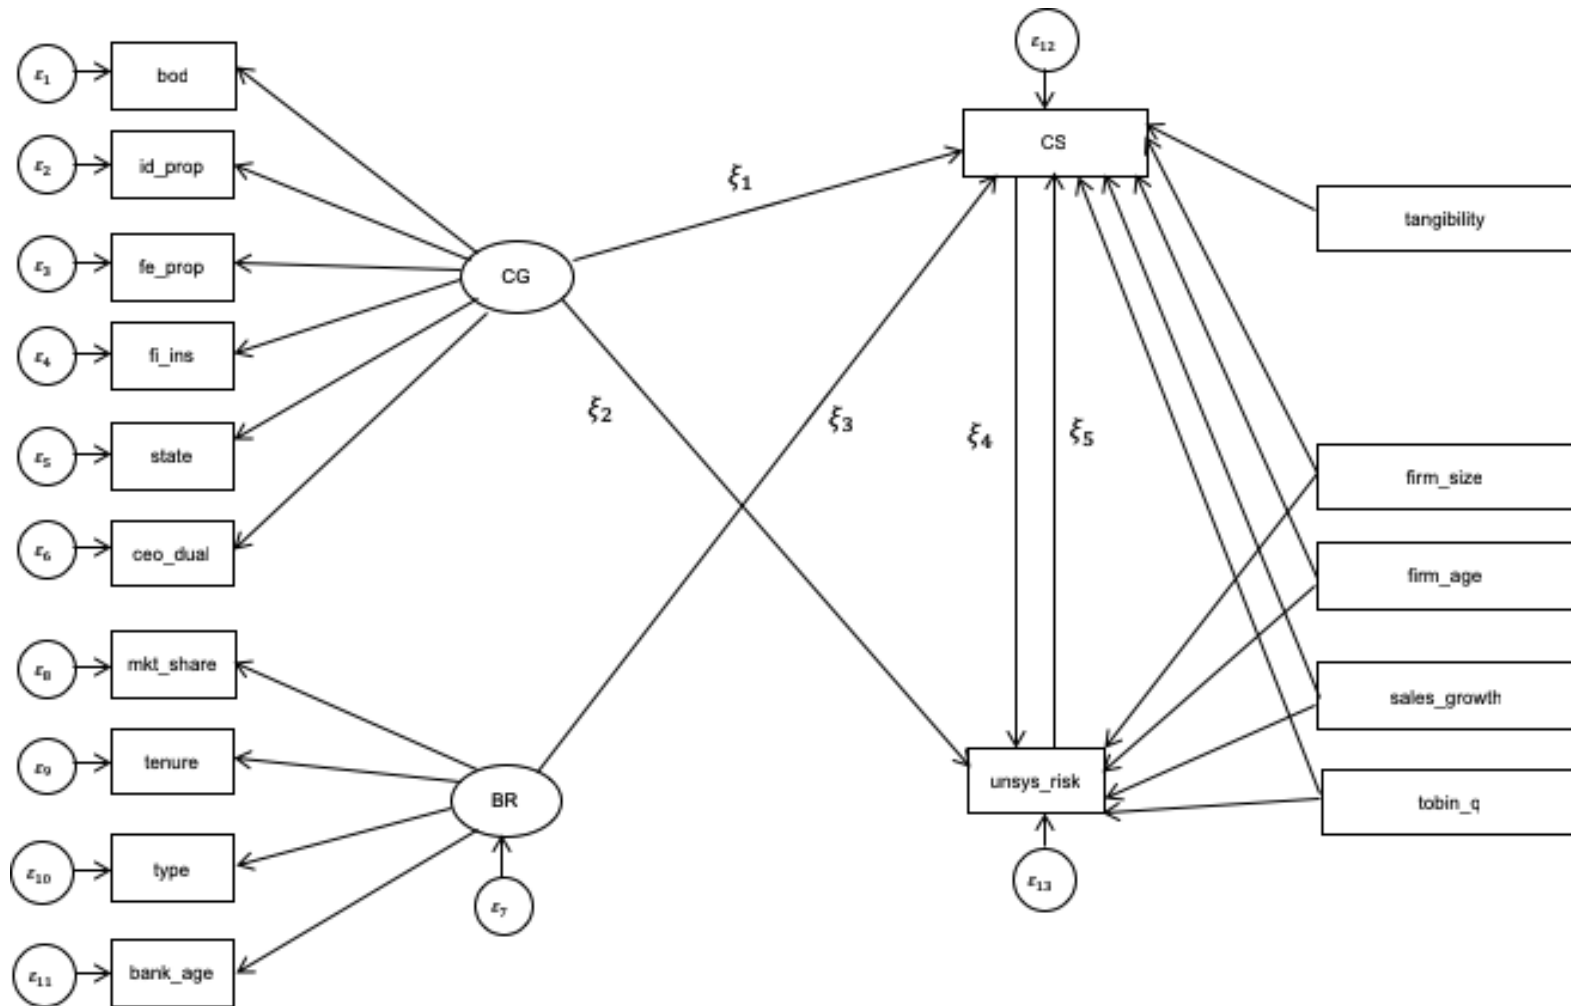 ε1
bod
ε2
id_prop
ε3
fe_prop
ε4
fi_ins
ε5
state
ε6
ceo_dual
ε8
mkt_share
ε9
tenure
ε10
type
ε11
bank_age
CG
BR
ε7
ξ1
ξ2
ξ3
ξ4
ξ5
ε12
CS
unsys_risk
ε13
tangibility
firm_size
firm_age
sales_growth
tobin_q